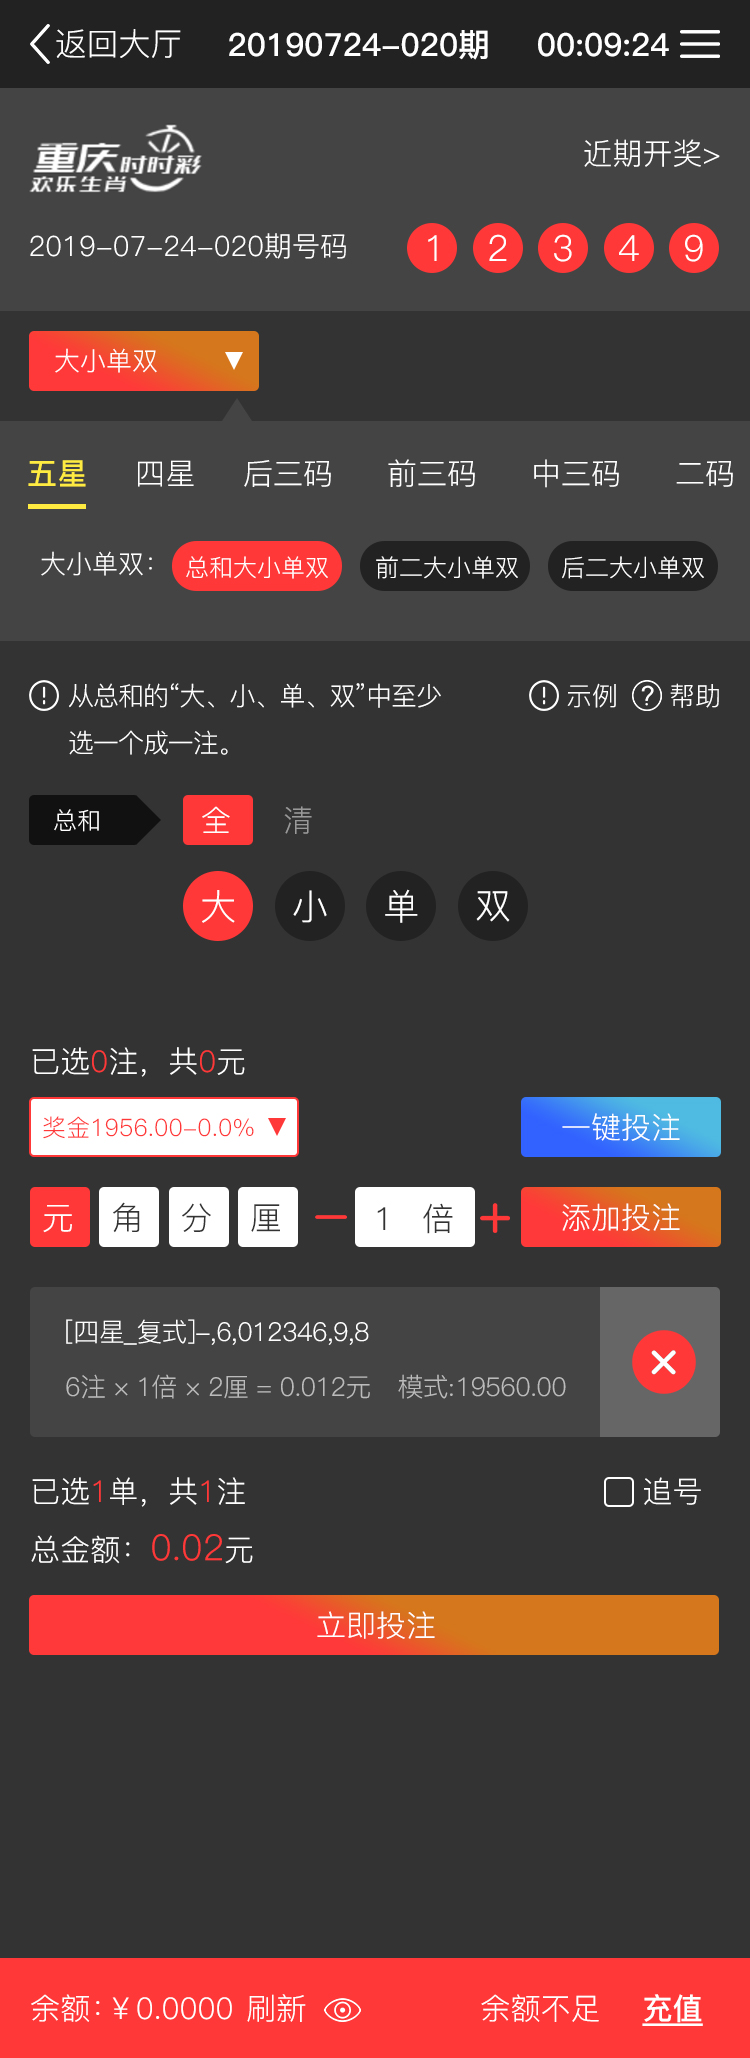 返回大厅 20190724-020期 00:09:24
重庆时时彩
欢乐生肖
近期开奖>
2019-07-24-020期号码 1 2 3 4 9
大小单双 ▼
五星 四星 后三码 前三码 中三码 二码
大小单双: 总和大小单双 前二大小单双 后二大小单双
从总和的“大、小、单、双”中至少
选一个成一注。
示例 帮助
总和 全 清
大 小 单 双
已选0注，共0元
奖金1956.00-0.0% ▼ 一键投注
元 角 分 厘 — 1 倍 + 添加投注
[四星_复式]-,6,012346,9,8
6注 × 1倍 × 2厘 = 0.012元 模式:19560.00
已选1单，共1注 追号
总金额：0.02元
立即投注
余额:￥0.0000 刷新 余额不足 充值